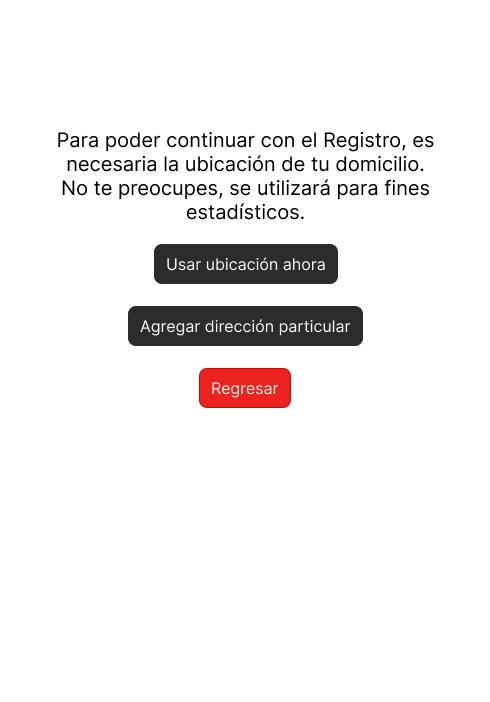 Para poder continuar con el Registro, es
necesaria la ubicación de tu domicilio.
No te preocupes, se utilizará para fines
estadísticos.
Usar ubicación ahora
Agregar dirección particular
Regresar